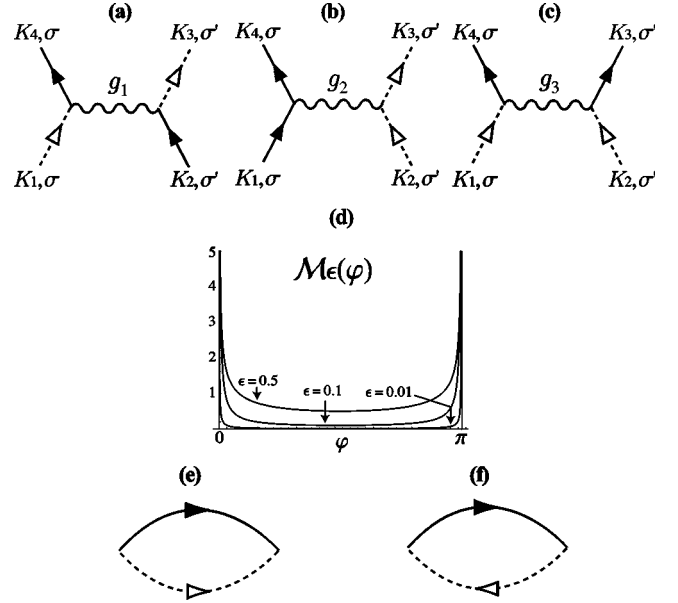 (a) (b) (c)
K₄,σ K₃,σ' K₄,σ K₃,σ' K₄,σ K₃,σ'
g₁ g₂ g₃
K₁,σ K₂,σ' K₁,σ K₂,σ' K₁,σ K₂,σ'
(d)
5
4
3
2
1
ℳϵ(φ)
ϵ=0.5 ϵ=0.1 ϵ=0.01
0 φ π
(e) (f)